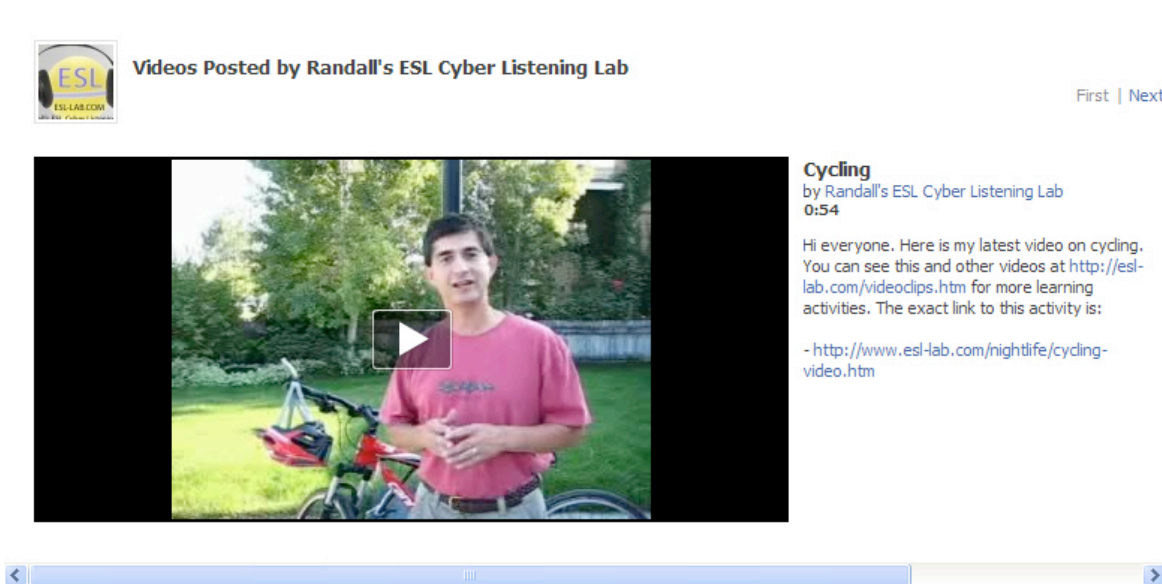 ESL
ESL-LAB.COM
Videos Posted by Randall's ESL Cyber Listening Lab
First | Next
Cycling
by Randall's ESL Cyber Listening Lab
0:54
Hi everyone. Here is my latest video on cycling.
You can see this and other videos at http://esl-
lab.com/videoclips.htm for more learning
activities. The exact link to this activity is:
- http://www.esl-lab.com/nightlife/cycling-
video.htm